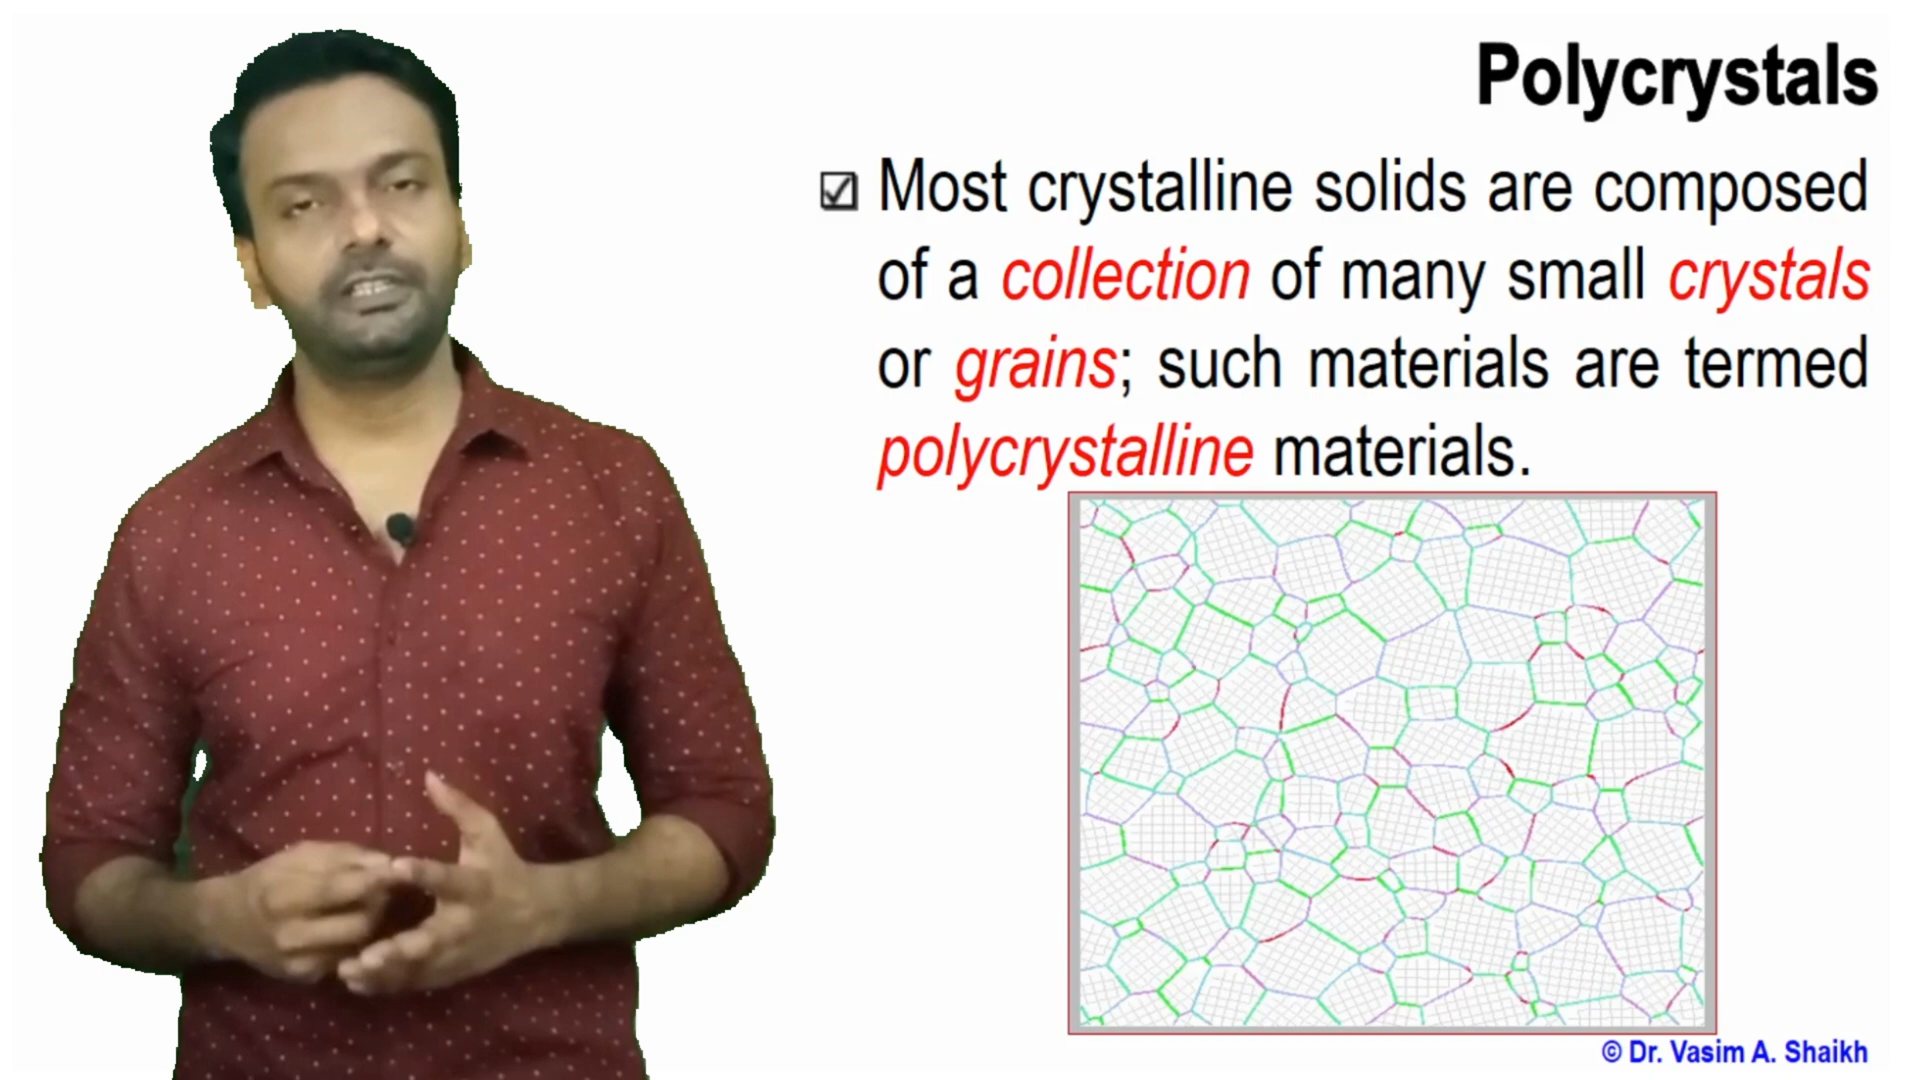 Polycrystals
Most crystalline solids are composed
of a collection of many small crystals
or grains; such materials are termed
polycrystalline materials.
© Dr. Vasim A. Shaikh